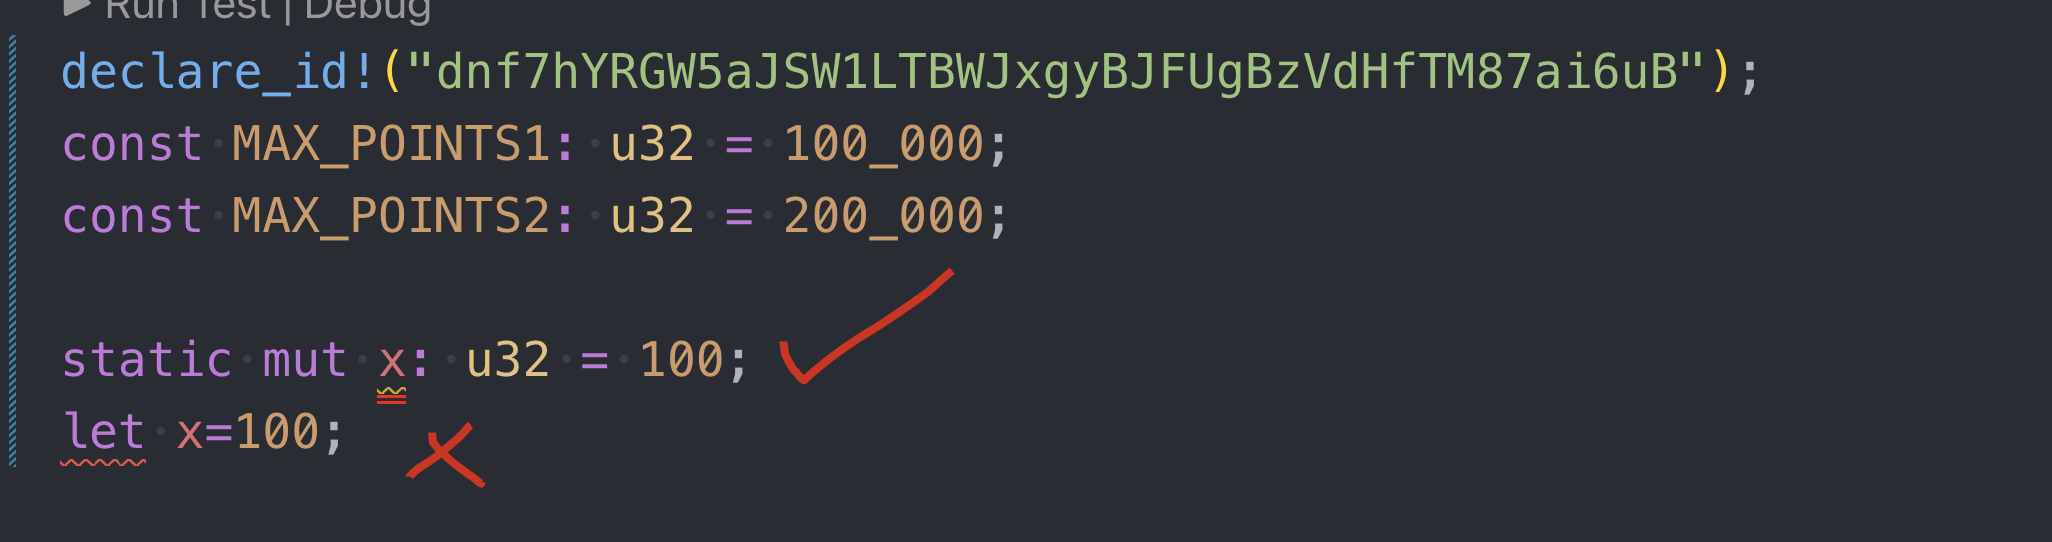 Run Test | Debug
declare_id!("dnf7hYRGW5aJSW1LTBWJxgyBJFUgBzVdHfTM87ai6uB");
const MAX_POINTS1: u32 = 100_000;
const MAX_POINTS2: u32 = 200_000;
static mut x: u32 = 100;
let x=100;